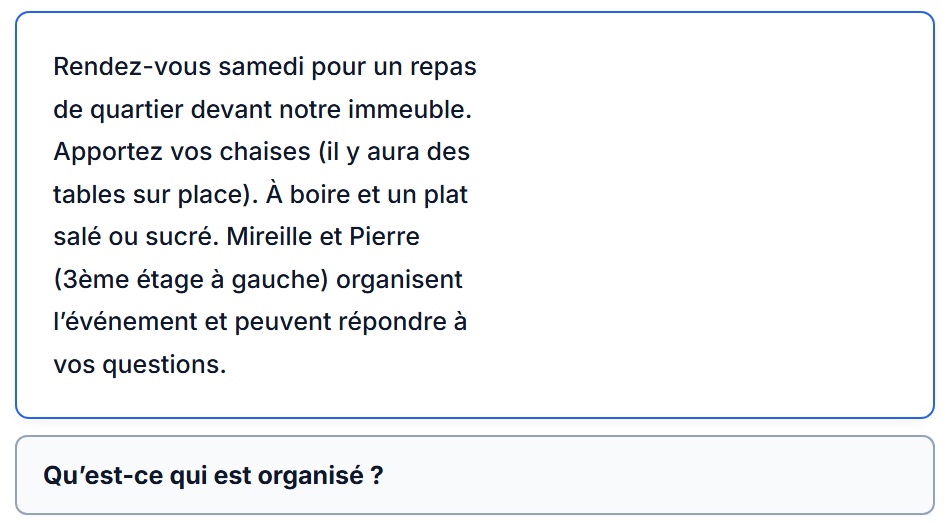 Rendez-vous samedi pour un repas
de quartier devant notre immeuble.
Apportez vos chaises (il y aura des
tables sur place). À boire et un plat
salé ou sucré. Mireille et Pierre
(3ème étage à gauche) organisent
l’événement et peuvent répondre à
vos questions.
Qu’est-ce qui est organisé ?